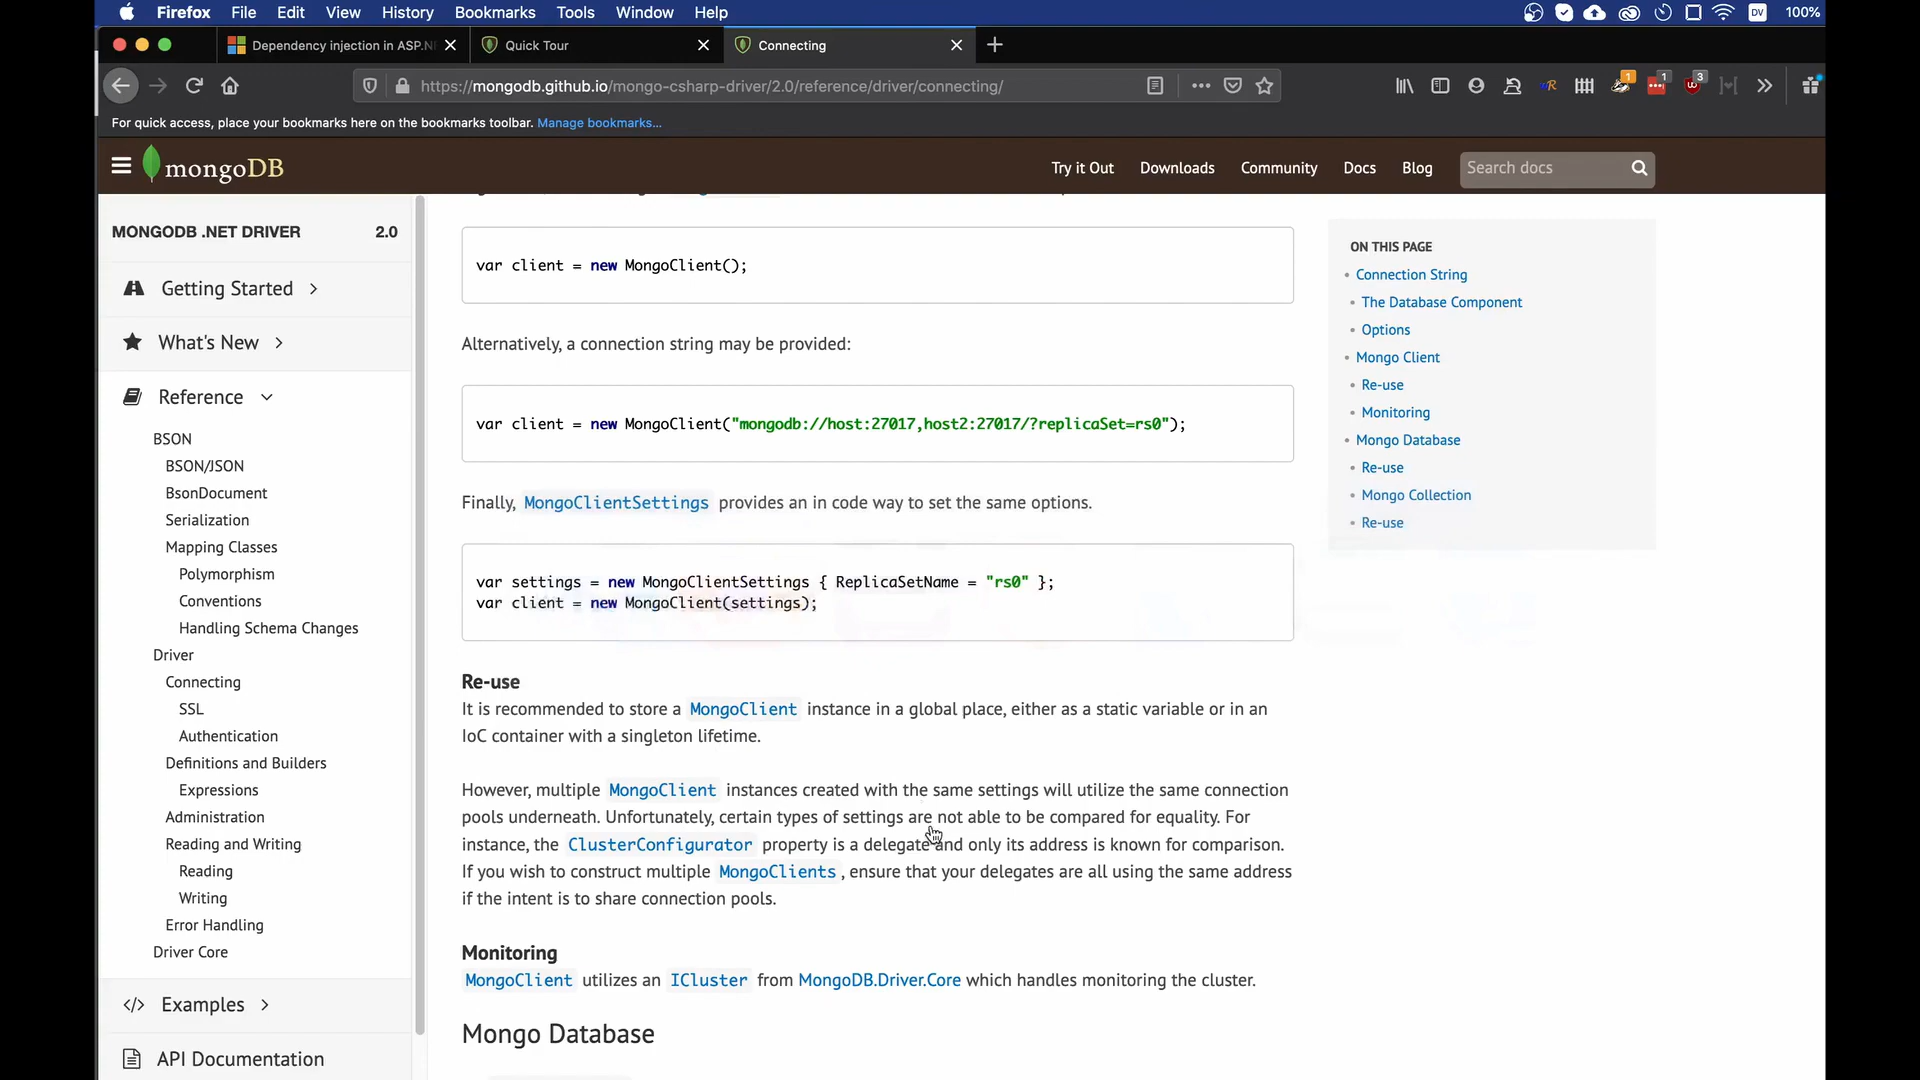 Firefox File Edit View History Bookmarks Tools Window Help DV 100%
Dependency injection in ASP.N
Quick Tour
Connecting
https://mongodb.github.io/mongo-csharp-driver/2.0/reference/driver/connecting/
1 1 3
For quick access, place your bookmarks here on the bookmarks toolbar. Manage bookmarks...
mongoDB
Try it Out Downloads Community Docs Blog Search docs
MONGODB .NET DRIVER 2.0
Getting Started
What's New
Reference
BSON
BSON/JSON
BsonDocument
Serialization
Mapping Classes
Polymorphism
Conventions
Handling Schema Changes
Driver
Connecting
SSL
Authentication
Definitions and Builders
Expressions
Administration
Reading and Writing
Reading
Writing
Error Handling
Driver Core
</> Examples
API Documentation
var client = new MongoClient();
Alternatively, a connection string may be provided:
var client = new MongoClient("mongodb://host:27017,host2:27017/?replicaSet=rs0");
Finally, MongoClientSettings provides an in code way to set the same options.
var settings = new MongoClientSettings { ReplicaSetName = "rs0" };
var client = new MongoClient(settings);
Re-use
It is recommended to store a MongoClient instance in a global place, either as a static variable or in an
IoC container with a singleton lifetime.
However, multiple MongoClient instances created with the same settings will utilize the same connection
pools underneath. Unfortunately, certain types of settings are not able to be compared for equality. For
instance, the ClusterConfigurator property is a delegate and only its address is known for comparison.
If you wish to construct multiple MongoClients, ensure that your delegates are all using the same address
if the intent is to share connection pools.
Monitoring
MongoClient utilizes an ICluster from MongoDB.Driver.Core which handles monitoring the cluster.
Mongo Database
ON THIS PAGE
Connection String
The Database Component
Options
Mongo Client
Re-use
Monitoring
Mongo Database
Re-use
Mongo Collection
Re-use